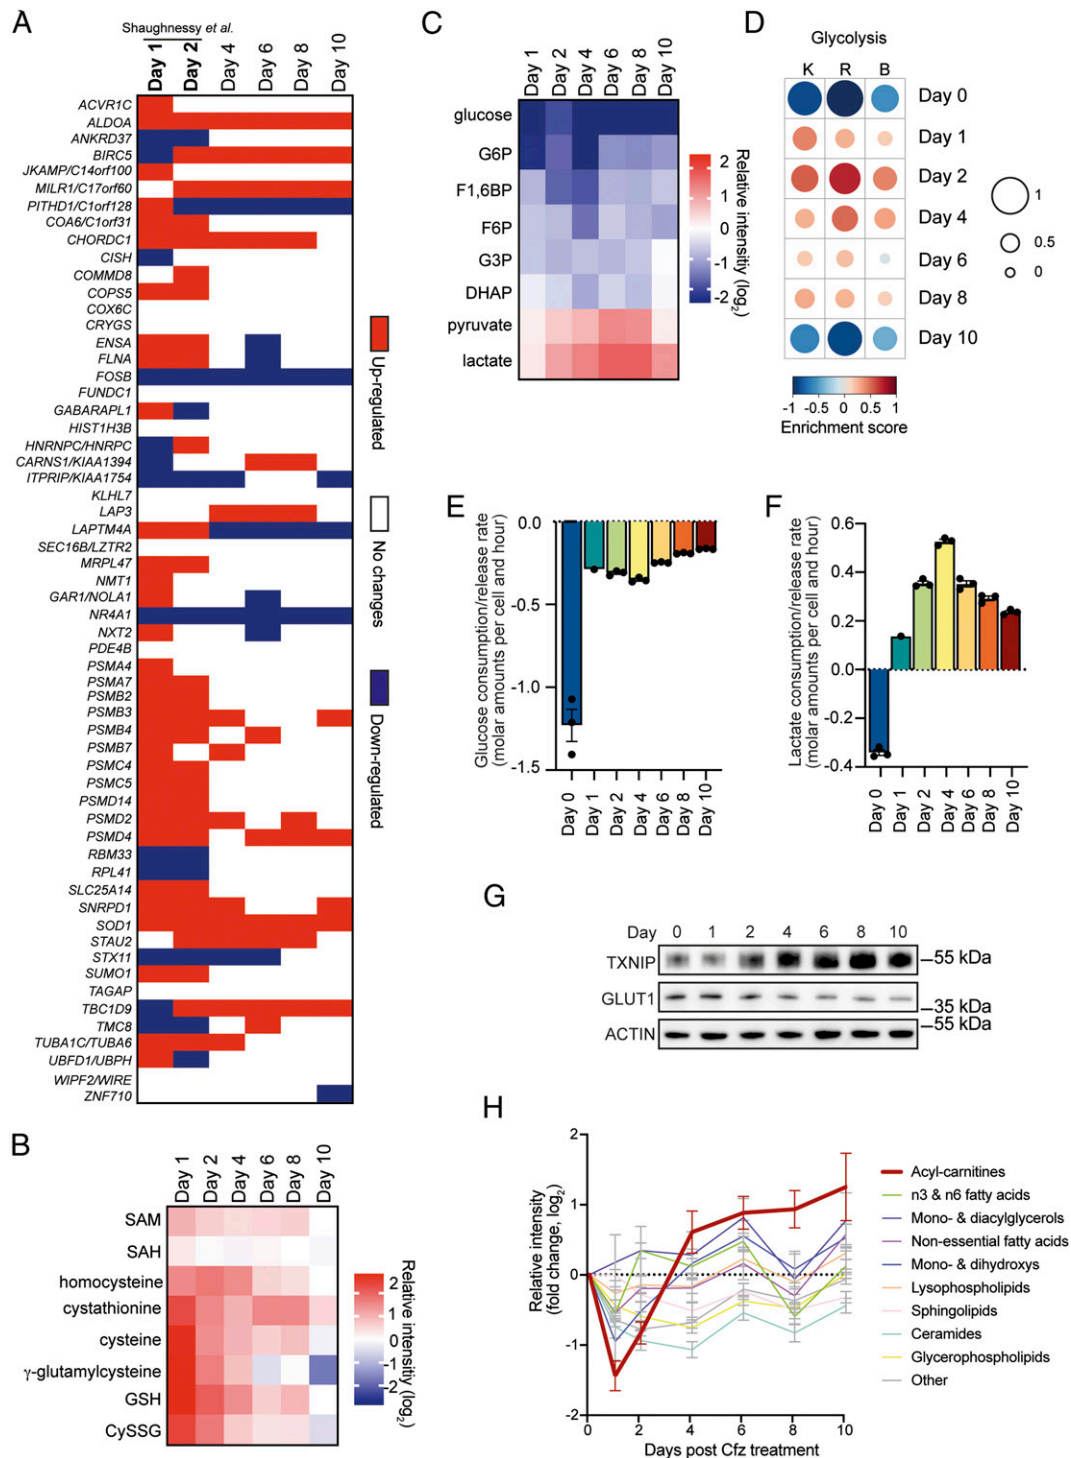 A
Shaughnessy et al.
Day 1 Day 2 Day 4 Day 6 Day 8 Day 10
ACVR1C
ALDOA
ANKRD37
BIRC5
JKAMP/C14orf100
MILR1/C17orf60
PITHD1/C1orf128
COA6/C1orf31
CHORDC1
CISH
COMMD8
COPS5
COX6C
CRYGS
ENSA
FLNA
FOSB
FUNDC1
GABARAPL1
HIST1H3B
HNRNPC/HNRPC
CARNS1/KIAA1394
ITPRIP/KIAA1754
KLHL7
LAP3
LAPTM4A
SEC16B/LZTR2
MRPL47
NMT1
GAR1/NOLA1
NR4A1
NXT2
PDE4B
PSMA4
PSMA7
PSMB2
PSMB3
PSMB4
PSMB7
PSMC4
PSMC5
PSMD14
PSMD2
PSMD4
RBM33
RPL41
SLC25A14
SNRPD1
SOD1
STAU2
STX11
SUMO1
TAGAP
TBC1D9
TMC8
TUBA1C/TUBA6
UBFD1/UBPH
WIPF2/WIRE
ZNF710
Up-regulated
No changes
Down-regulated
B
Day 1 Day 2 Day 4 Day 6 Day 8 Day 10
SAM
SAH
homocysteine
cystathionine
cysteine
γ-glutamylcysteine
GSH
CySSG
2
1
0
-1
-2
Relative intensitiy (log2)
C
Day 1 Day 2 Day 4 Day 6 Day 8 Day 10
glucose
G6P
F1,6BP
F6P
G3P
DHAP
pyruvate
lactate
2
1
0
-1
-2
Relative intensitiy (log2)
D
Glycolysis
K R B
Day 0
Day 1
Day 2
Day 4
Day 6
Day 8
Day 10
1
0.5
0
-1 -0.5 0 0.5 1
Enrichment score
E
Glucose consumption/release rate
(molar amounts per cell and hour)
0.0
-0.5
-1.0
-1.5
Day 0 Day 1 Day 2 Day 4 Day 6 Day 8 Day 10
F
Lactate consumption/release rate
(molar amounts per cell and hour)
0.6
0.4
0.2
0.0
-0.2
-0.4
Day 0 Day 1 Day 2 Day 4 Day 6 Day 8 Day 10
G
Day 0 1 2 4 6 8 10
TXNIP 55 kDa
GLUT1 35 kDa
ACTIN 55 kDa
H
Relative intensity
(fold change, log2)
2
1
0
-1
-2
0 2 4 6 8 10
Days post Cfz treatment
Acyl-carnitines
n3 & n6 fatty acids
Mono- & diacylglycerols
Non-essential fatty acids
Mono- & dihydroxys
Lysophospholipids
Sphingolipids
Ceramides
Glycerophospholipids
Other